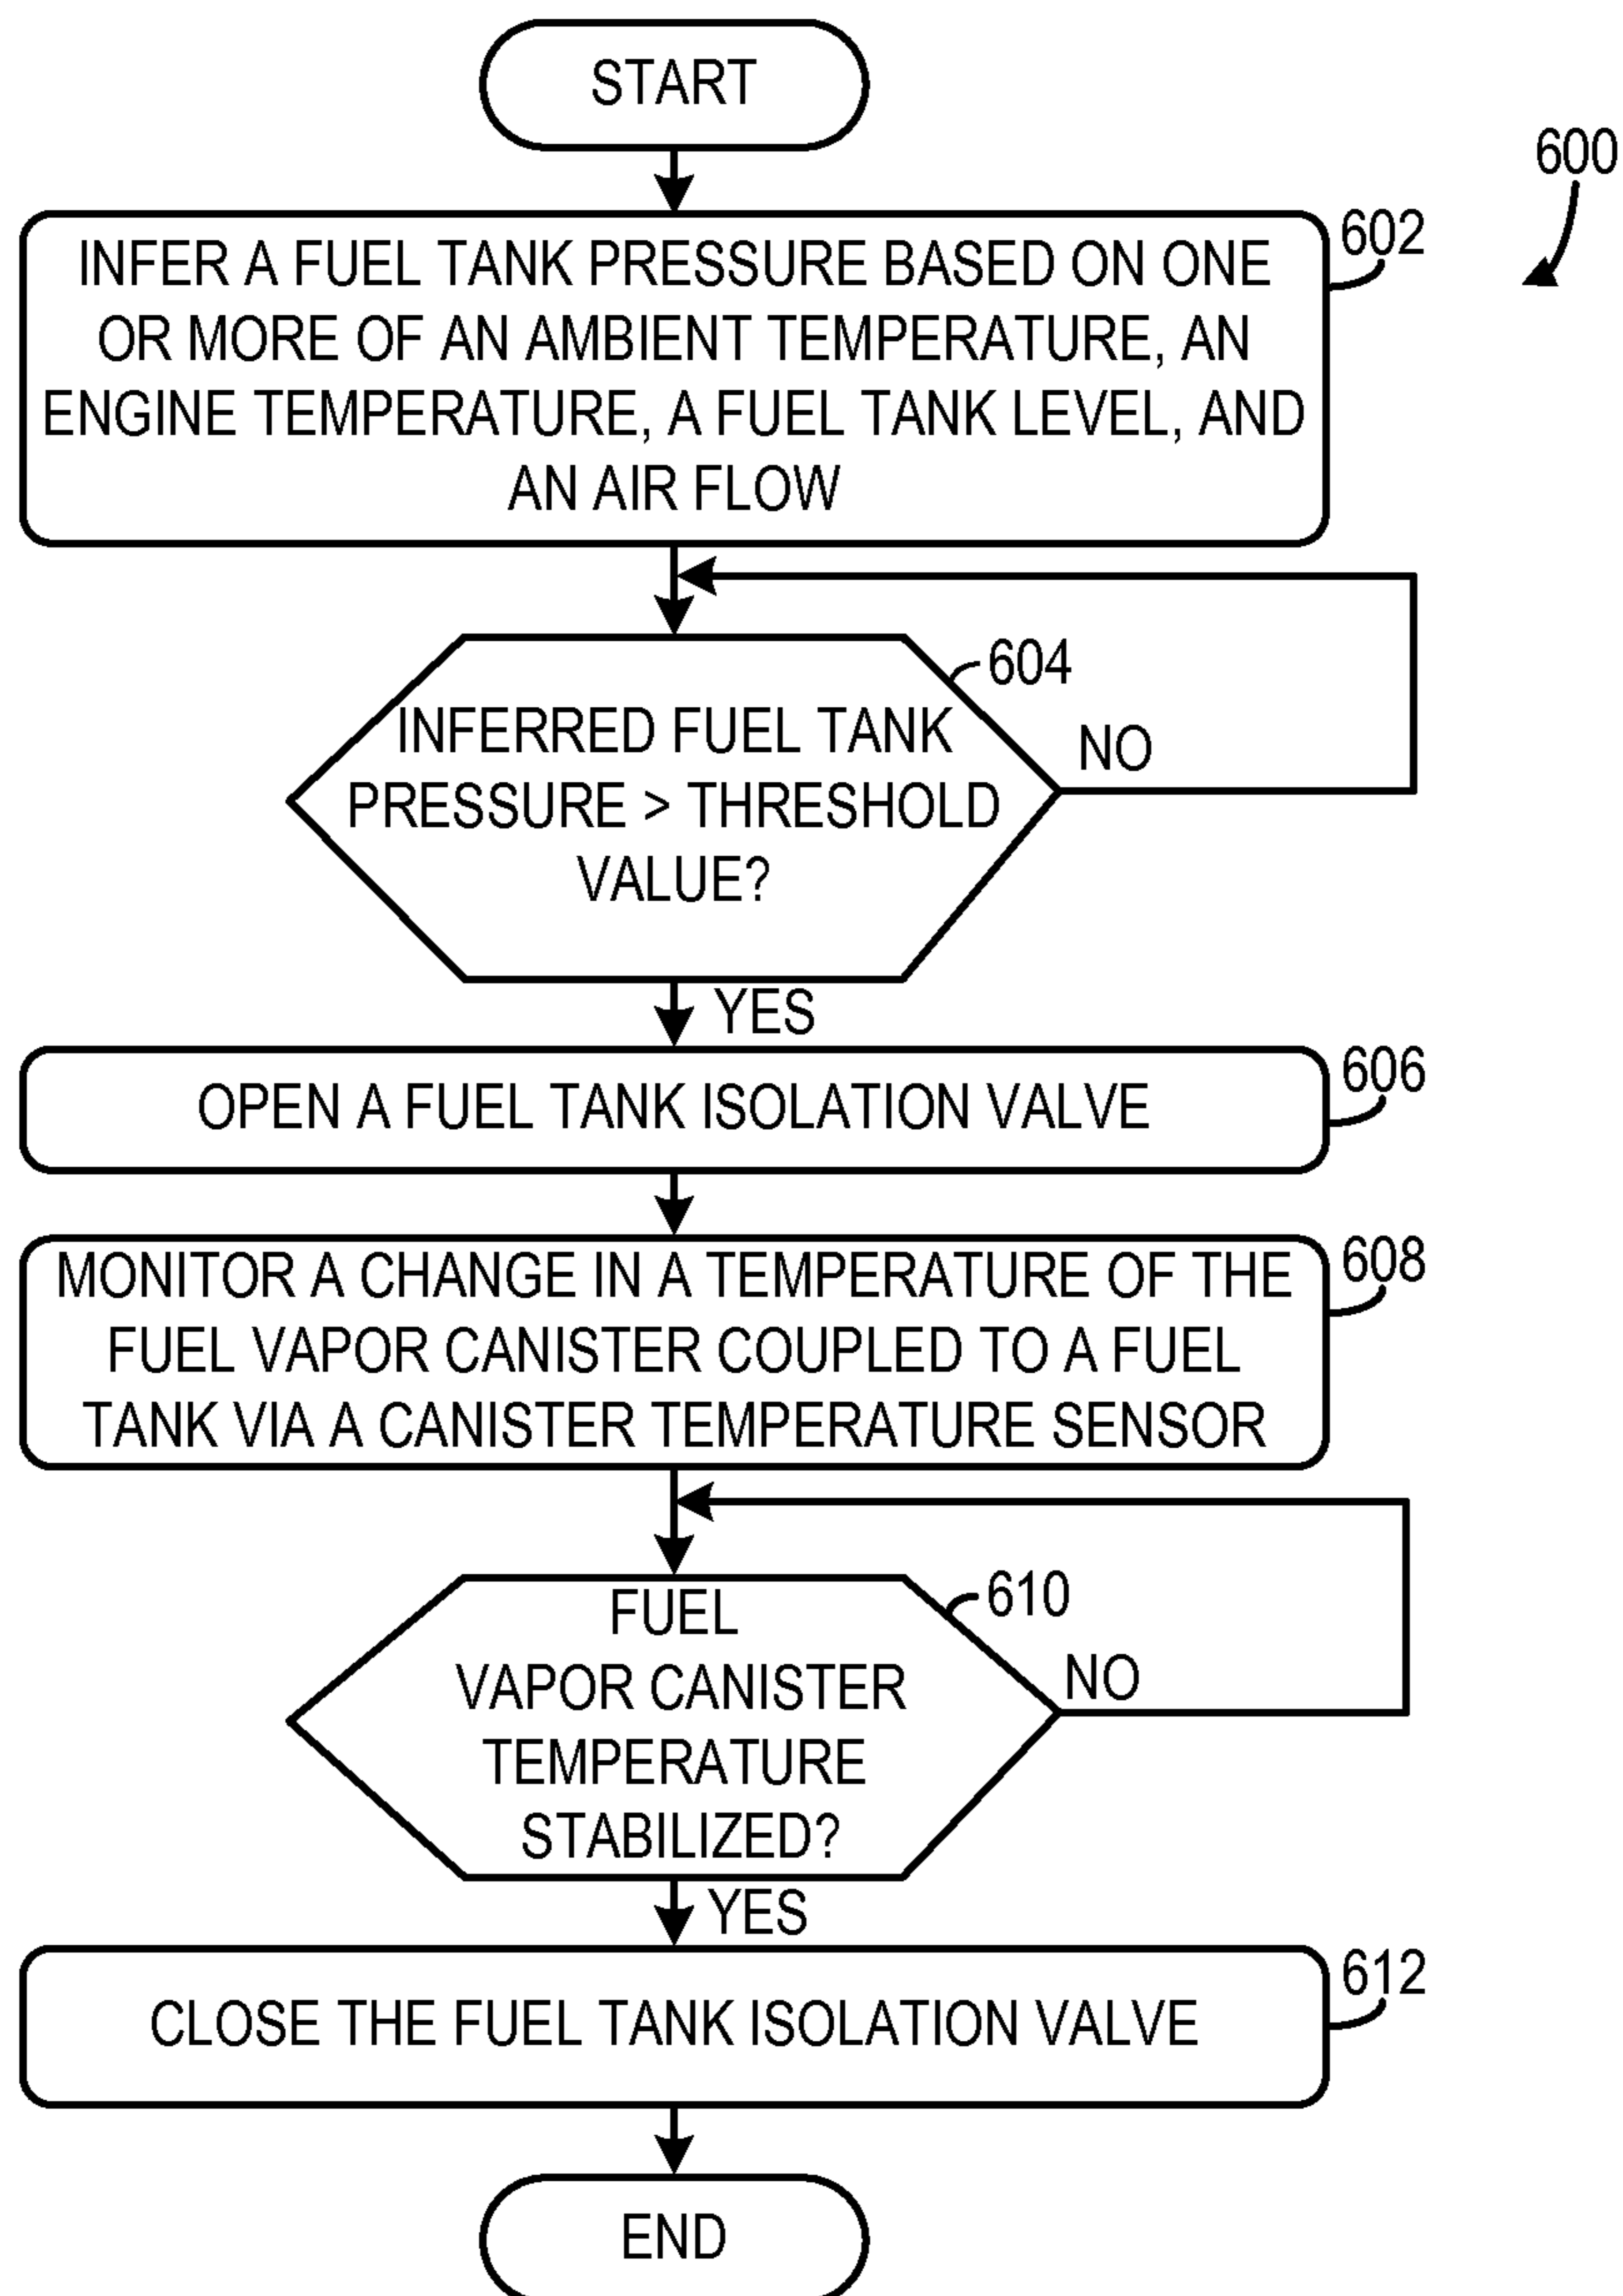 START
600
602
INFER A FUEL TANK PRESSURE BASED ON ONE
OR MORE OF AN AMBIENT TEMPERATURE, AN
ENGINE TEMPERATURE, A FUEL TANK LEVEL, AND
AN AIR FLOW
604
INFERRED FUEL TANK
PRESSURE > THRESHOLD
VALUE?
NO
YES
606
OPEN A FUEL TANK ISOLATION VALVE
608
MONITOR A CHANGE IN A TEMPERATURE OF THE
FUEL VAPOR CANISTER COUPLED TO A FUEL
TANK VIA A CANISTER TEMPERATURE SENSOR
610
FUEL
VAPOR CANISTER
TEMPERATURE
STABILIZED?
NO
YES
612
CLOSE THE FUEL TANK ISOLATION VALVE
END